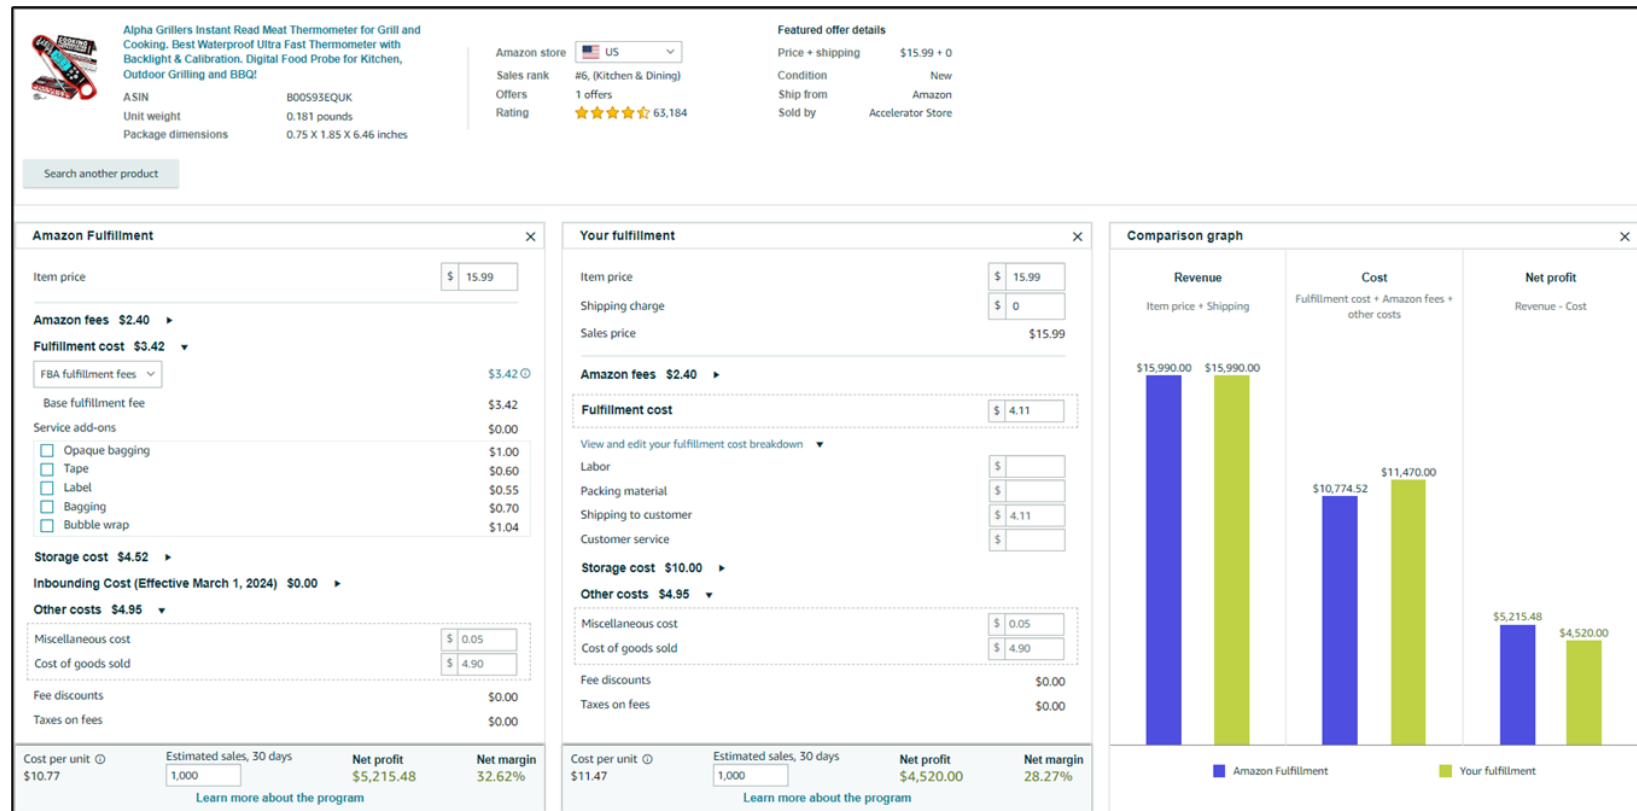 Alpha Grillers Instant Read Meat Thermometer for Grill and
Cooking. Best Waterproof Ultra Fast Thermometer with
Backlight & Calibration. Digital Food Probe for Kitchen,
Outdoor Grilling and BBQ!
ASIN B00S93EQUK
Unit weight 0.181 pounds
Package dimensions 0.75 X 1.85 X 6.46 inches
Amazon store US
Sales rank #6, (Kitchen & Dining)
Offers 1 offers
Rating 63,184
Featured offer details
Price + shipping $15.99 + 0
Condition New
Ship from Amazon
Sold by Accelerator Store
Search another product
Amazon Fulfillment
Item price $ 15.99
Amazon fees $2.40
Fulfillment cost $3.42
FBA fulfillment fees $3.42
Base fulfillment fee $3.42
Service add-ons $0.00
Opaque bagging $1.00
Tape $0.60
Label $0.55
Bagging $0.70
Bubble wrap $1.04
Storage cost $4.52
Inbounding Cost (Effective March 1, 2024) $0.00
Other costs $4.95
Miscellaneous cost $ 0.05
Cost of goods sold $ 4.90
Fee discounts $0.00
Taxes on fees $0.00
Cost per unit Estimated sales, 30 days Net profit Net margin
$10.77 1,000 $5,215.48 32.62%
Learn more about the program
Your fulfillment
Item price $ 15.99
Shipping charge $ 0
Sales price $15.99
Amazon fees $2.40
Fulfillment cost $ 4.11
View and edit your fulfillment cost breakdown
Labor $
Packing material $
Shipping to customer $ 4.11
Customer service $
Storage cost $10.00
Other costs $4.95
Miscellaneous cost $ 0.05
Cost of goods sold $ 4.90
Fee discounts $0.00
Taxes on fees $0.00
Cost per unit Estimated sales, 30 days Net profit Net margin
$11.47 1,000 $4,520.00 28.27%
Learn more about the program
Comparison graph
Revenue
Item price + Shipping
$15,990.00 $15,990.00
Cost
Fulfillment cost + Amazon fees +
other costs
$11,470.00
$10,774.52
Net profit
Revenue - Cost
$5,215.48
$4,520.00
Amazon Fulfillment Your fulfillment